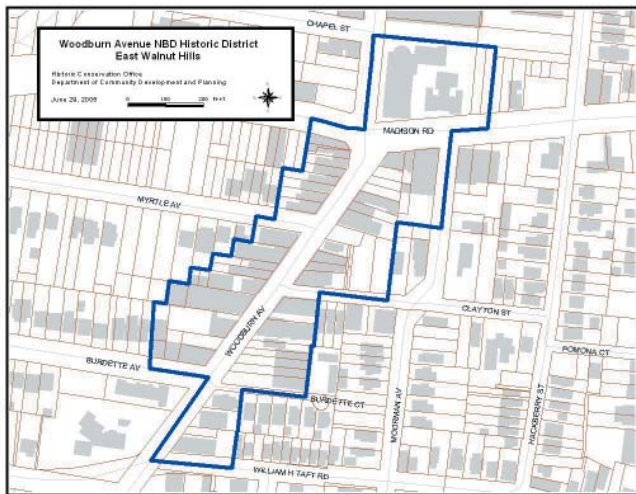 CHAPEL ST
Woodburn Avenue NBD Historic District
East Walnut Hills
Historic Conservation Office
Department of Community Development and Planning
June 29, 2005
0 100 200 Feet
MADISON RD
MYRTLE AV
WOODBURN AV
CLAYTON ST
POMONA CT
BURDETTE AV
BURDETTE CT
MOORMAN AV
HACKBERRY ST
WILLIAM H TAFT RD